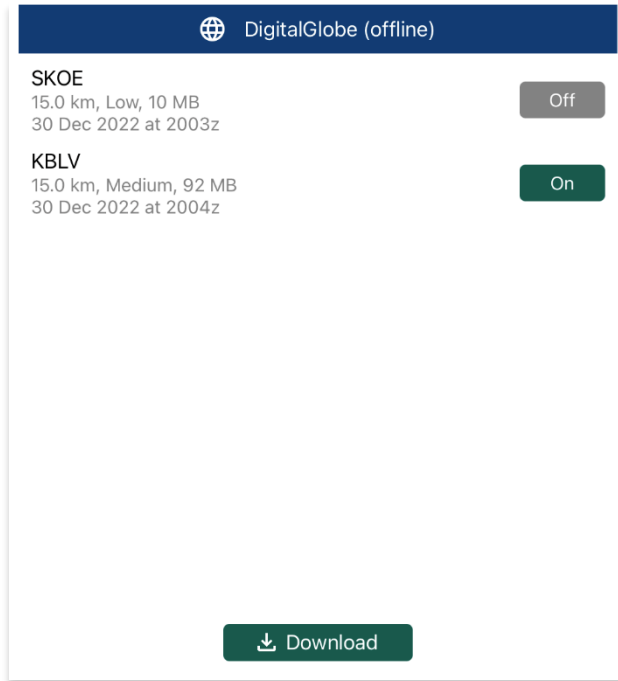 DigitalGlobe (offline)
SKOE
15.0 km, Low, 10 MB
30 Dec 2022 at 2003z
Off
KBLV
15.0 km, Medium, 92 MB
30 Dec 2022 at 2004z
On
Download